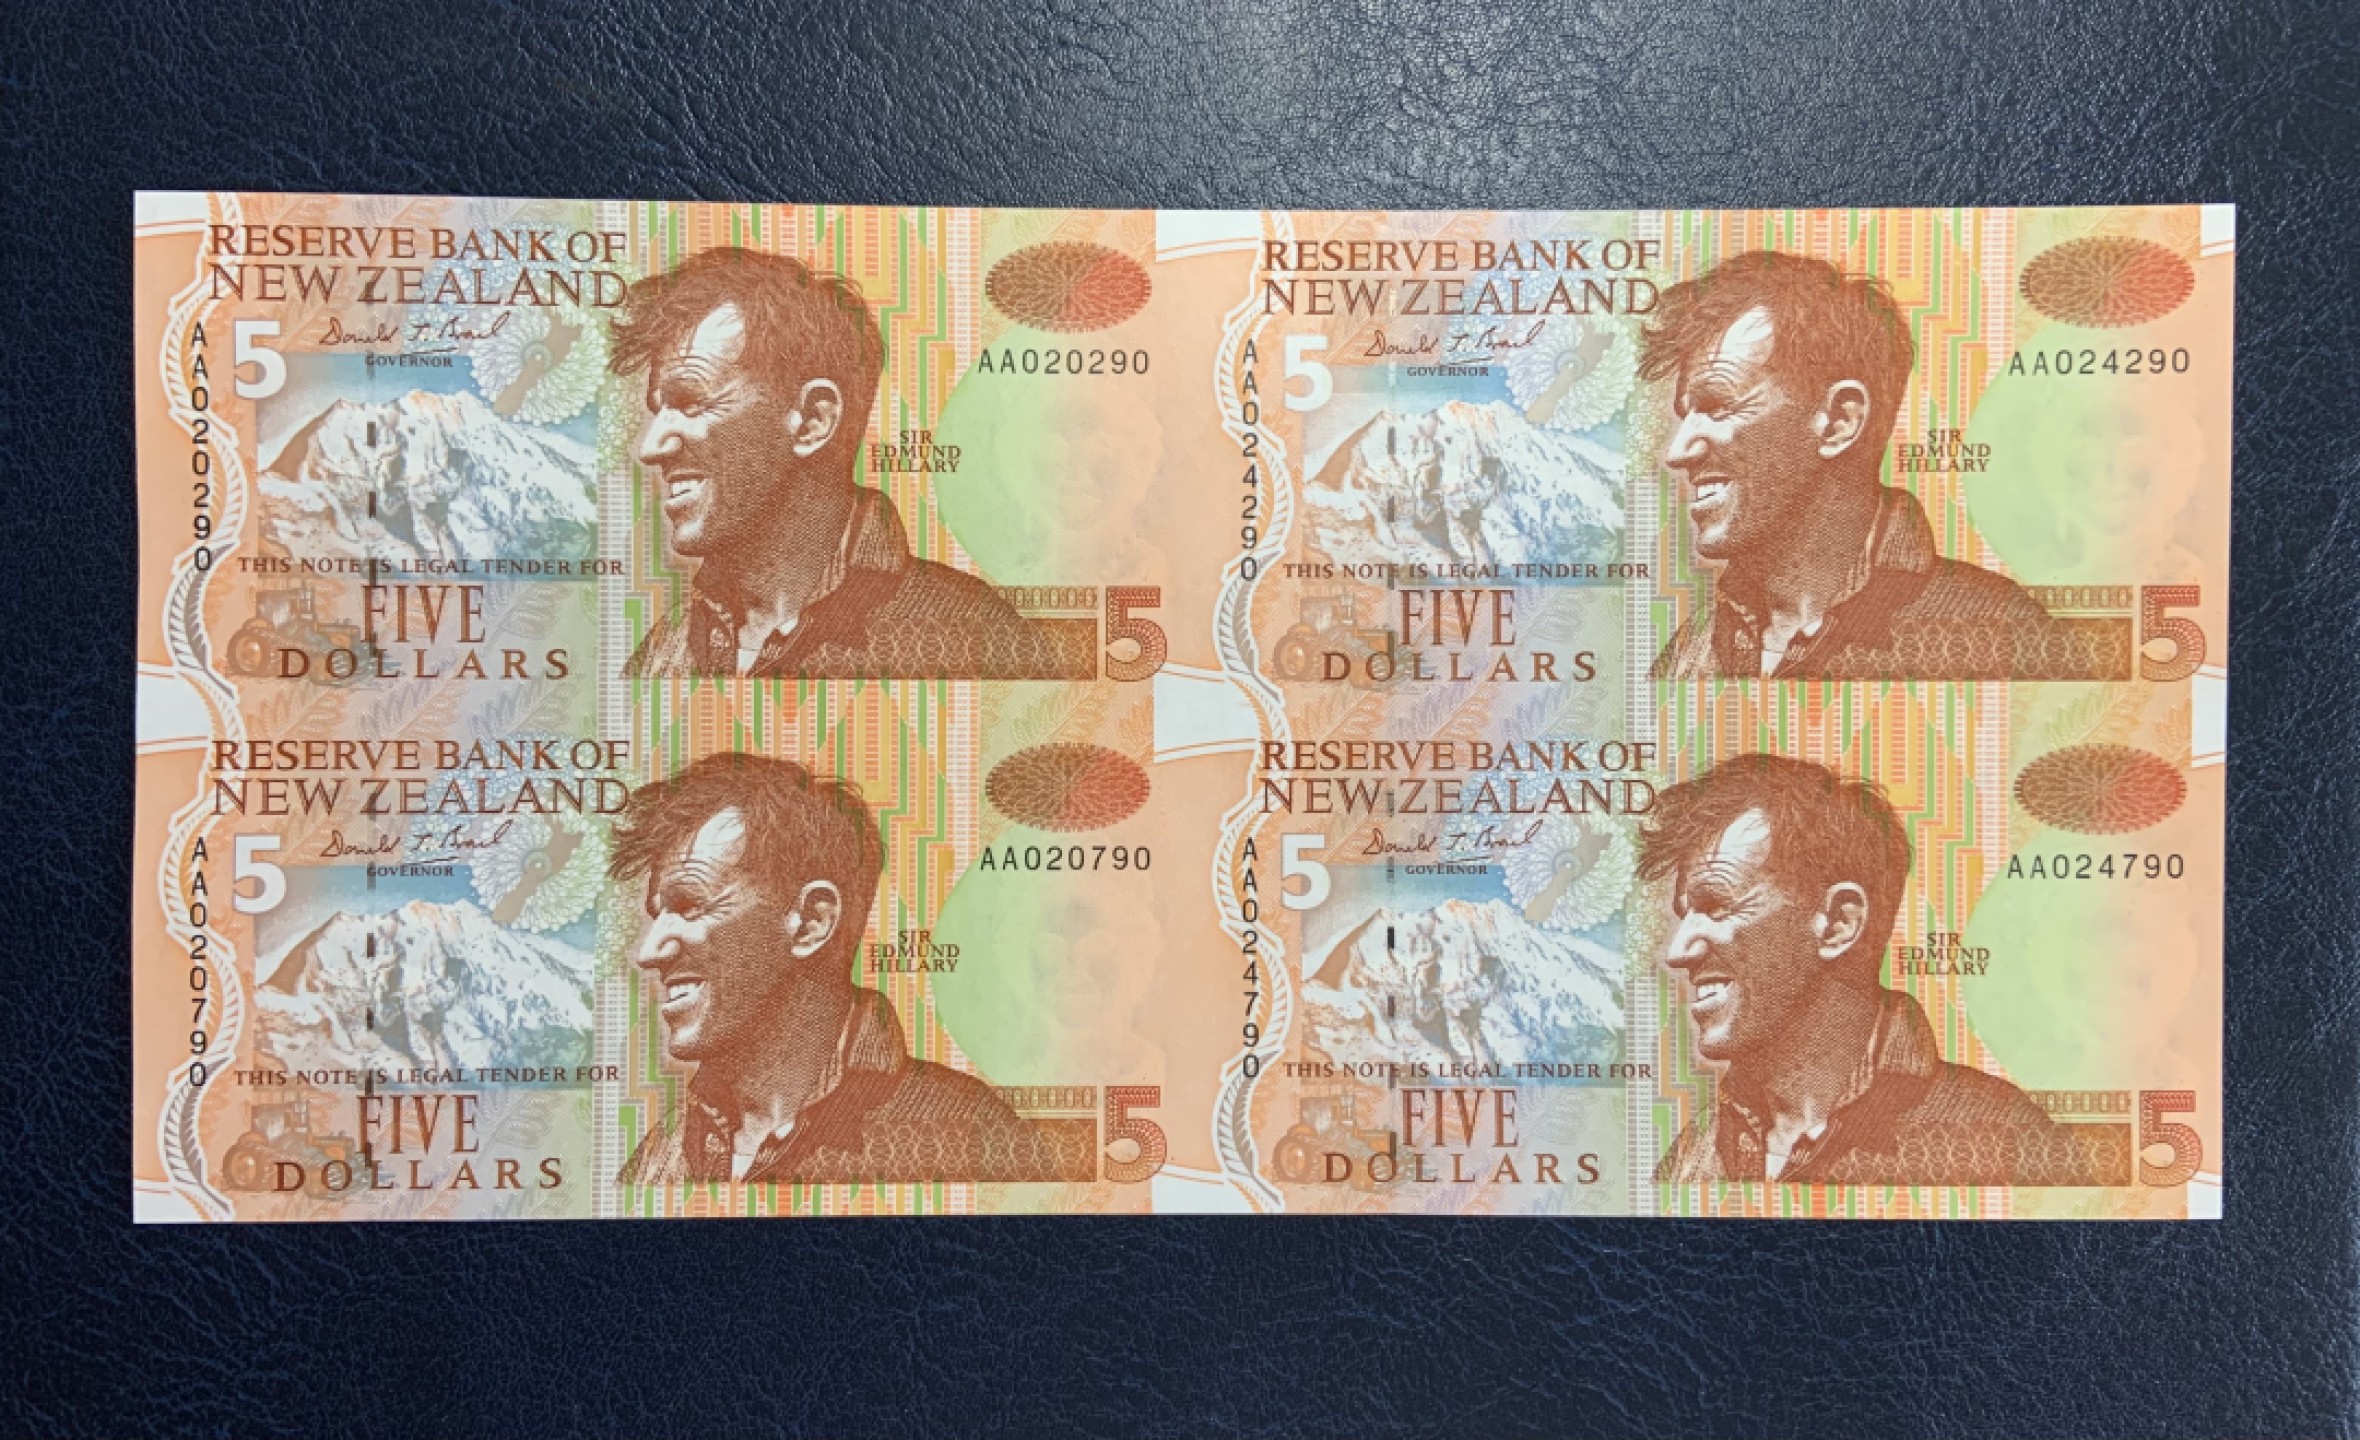 RESERVE BANK OF
NEW ZEALAND
5
Donald T. Brash
GOVERNOR
AA020290
AA020290
SIR
EDMUND
HILLARY
THIS NOTE IS LEGAL TENDER FOR
FIVE
DOLLARS
5
RESERVE BANK OF
NEW ZEALAND
5
Donald T. Brash
GOVERNOR
AA024290
AA024290
SIR
EDMUND
HILLARY
THIS NOTE IS LEGAL TENDER FOR
FIVE
DOLLARS
5
RESERVE BANK OF
NEW ZEALAND
5
Donald T. Brash
GOVERNOR
AA020790
AA020790
SIR
EDMUND
HILLARY
THIS NOTE IS LEGAL TENDER FOR
FIVE
DOLLARS
5
RESERVE BANK OF
NEW ZEALAND
5
Donald T. Brash
GOVERNOR
AA024790
AA024790
SIR
EDMUND
HILLARY
THIS NOTE IS LEGAL TENDER FOR
FIVE
DOLLARS
5